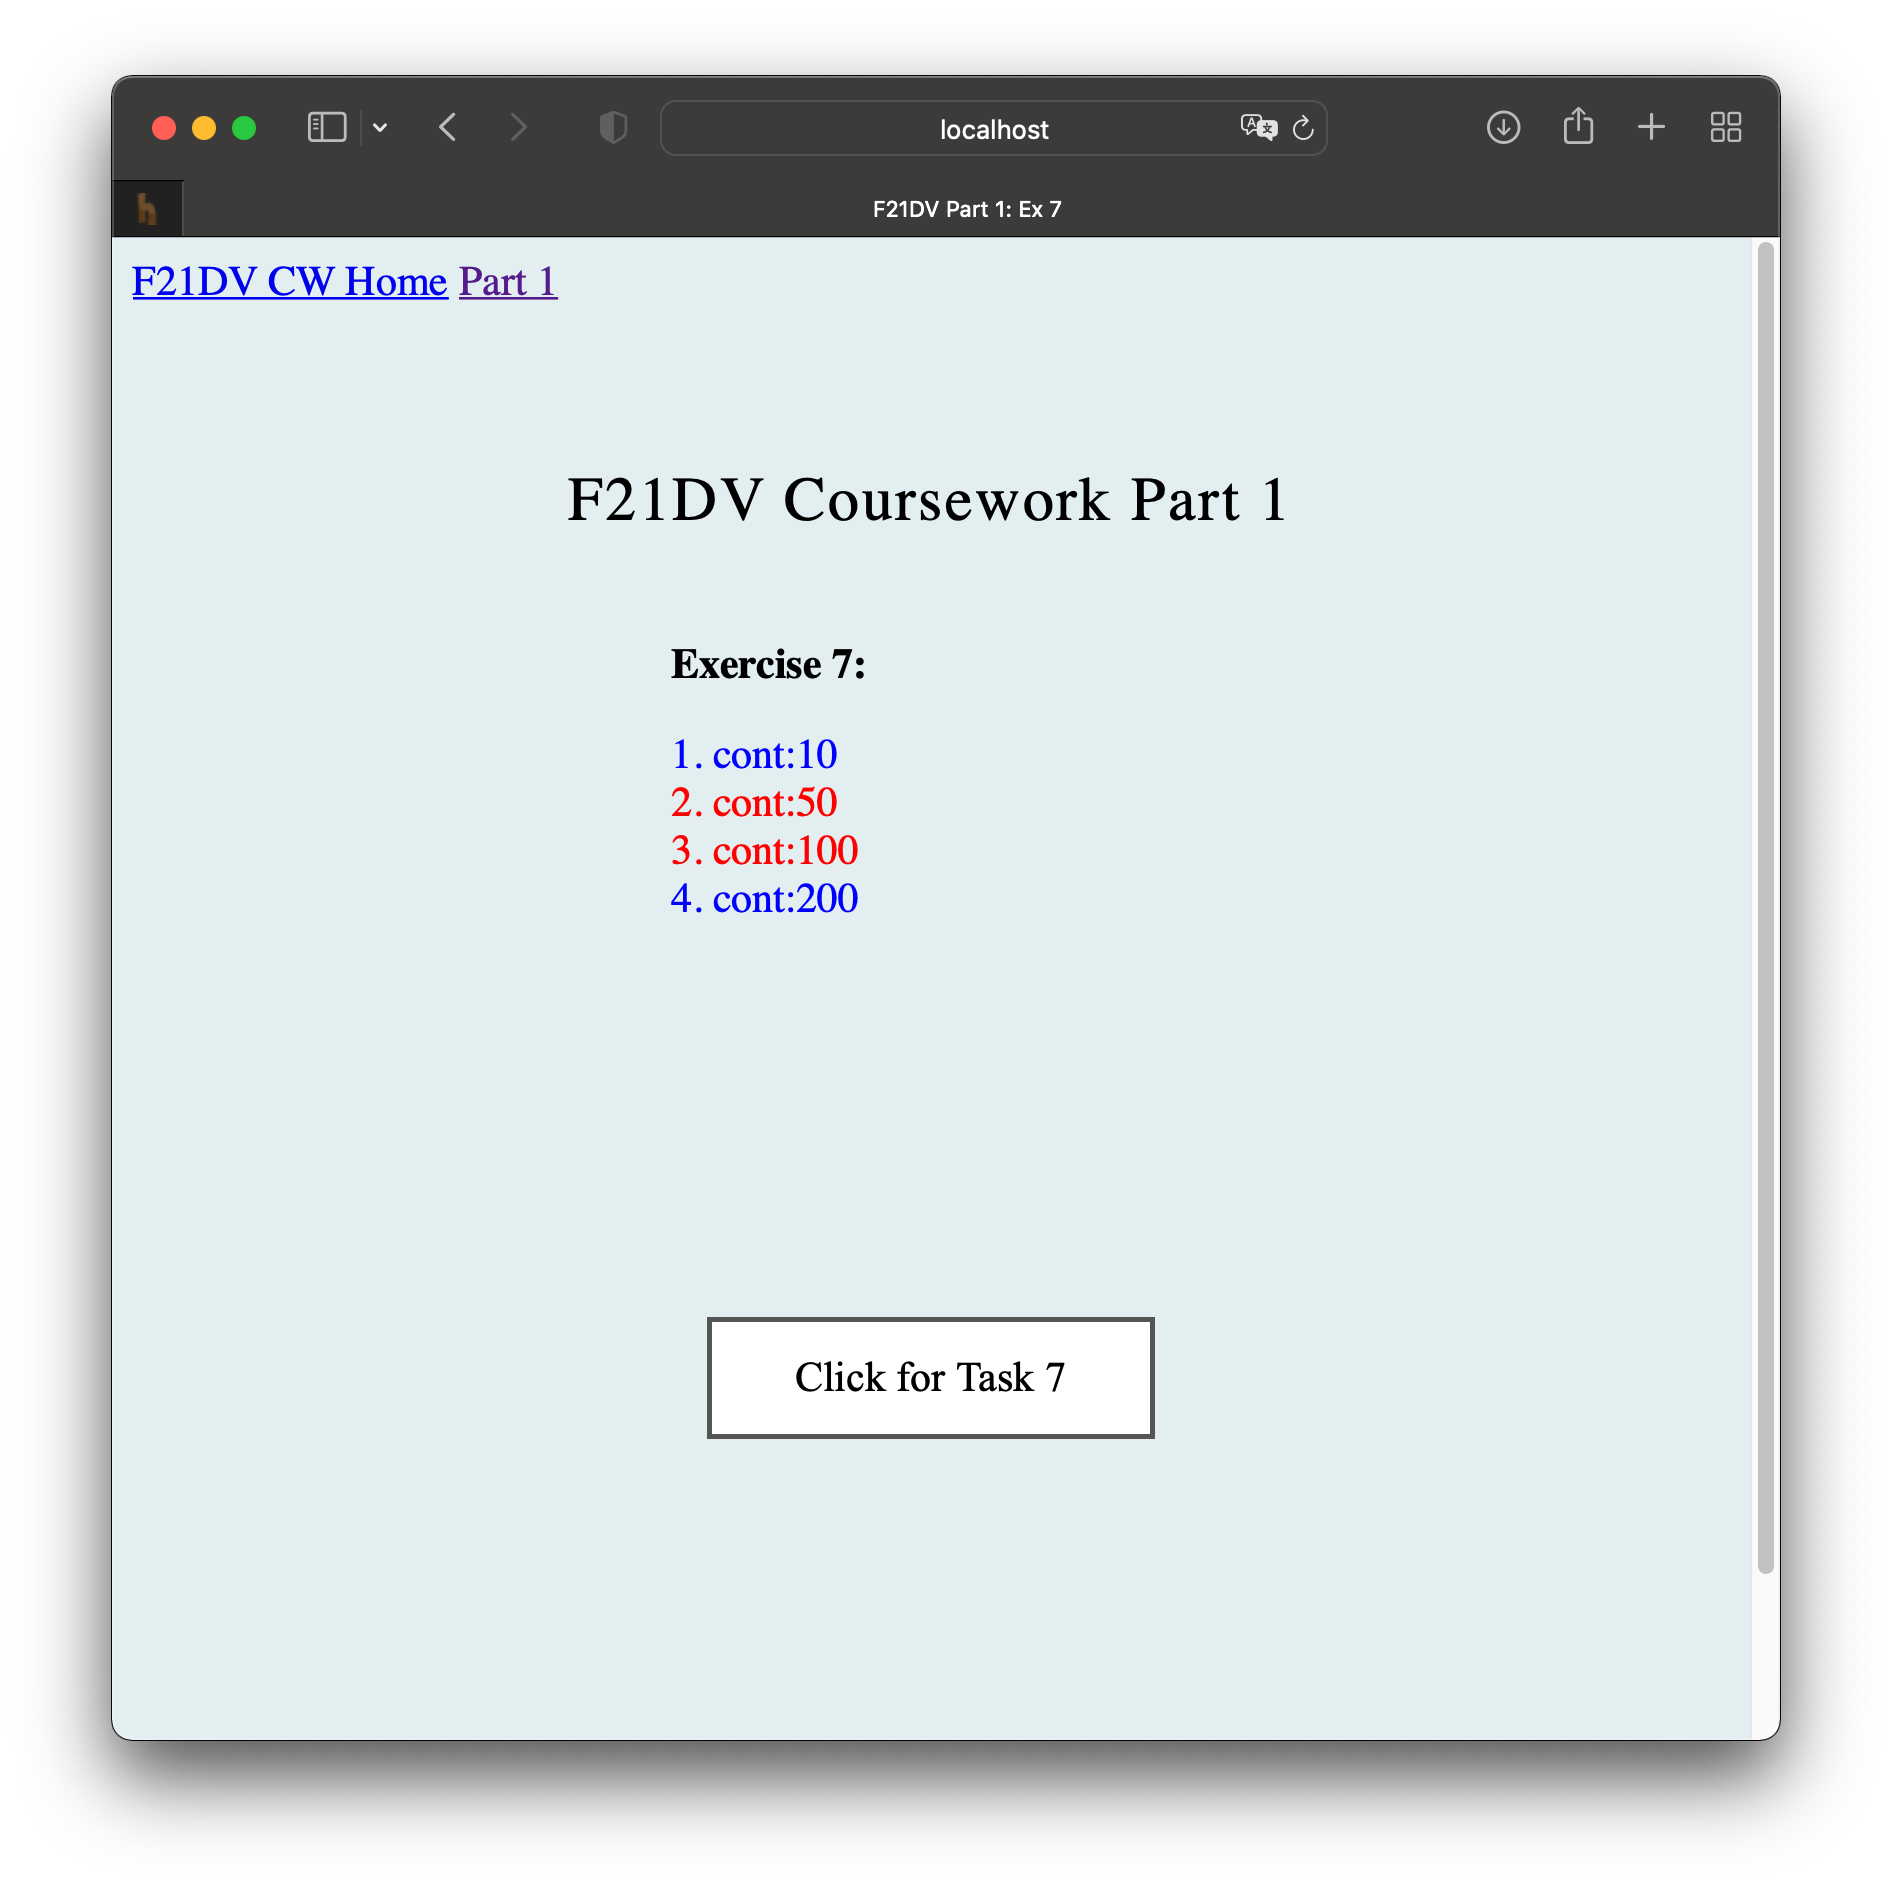 localhost
h
F21DV Part 1: Ex 7
F21DV CW Home Part 1
F21DV Coursework Part 1
Exercise 7:
1. cont:10
2. cont:50
3. cont:100
4. cont:200
Click for Task 7